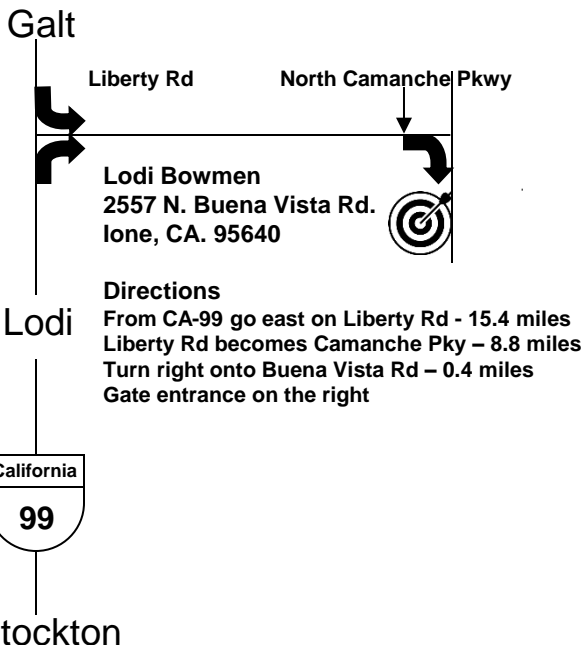 Galt
Liberty Rd
North Camanche Pkwy
Lodi Bowmen
2557 N. Buena Vista Rd.
Ione, CA. 95640
Directions
Lodi
From CA-99 go east on Liberty Rd - 15.4 miles
Liberty Rd becomes Camanche Pky – 8.8 miles
Turn right onto Buena Vista Rd – 0.4 miles
Gate entrance on the right
California
99
tockton